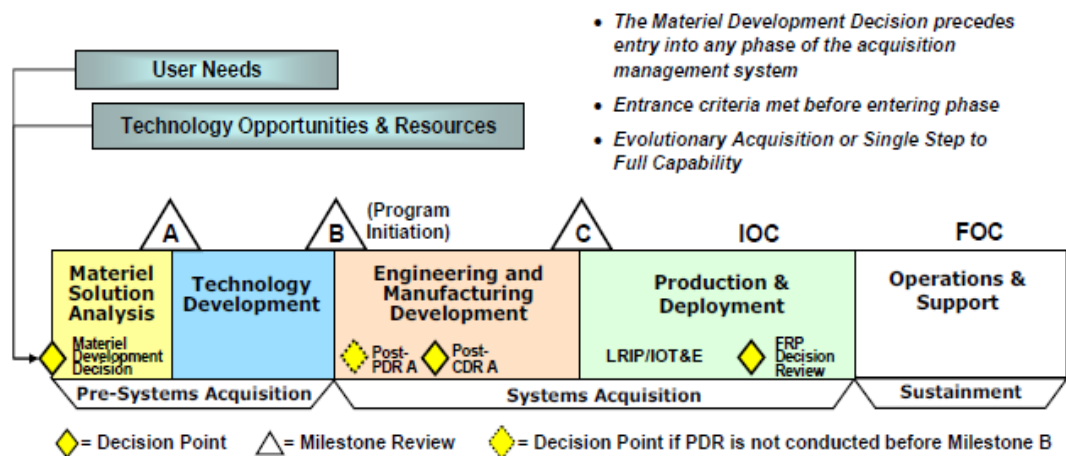 • The Materiel Development Decision precedes
entry into any phase of the acquisition
management system
• Entrance criteria met before entering phase
• Evolutionary Acquisition or Single Step to
Full Capability
User Needs
Technology Opportunities & Resources
A
B
(Program
Initiation)
C
IOC
FOC
Materiel
Solution
Analysis
Materiel
Development
Decision
Technology
Development
Engineering and
Manufacturing
Development
Post-
PDR A
Post-
CDR A
Production &
Deployment
LRIP/IOT&E
FRP
Decision
Review
Operations &
Support
Pre-Systems Acquisition
Systems Acquisition
Sustainment
= Decision Point
= Milestone Review
= Decision Point if PDR is not conducted before Milestone B